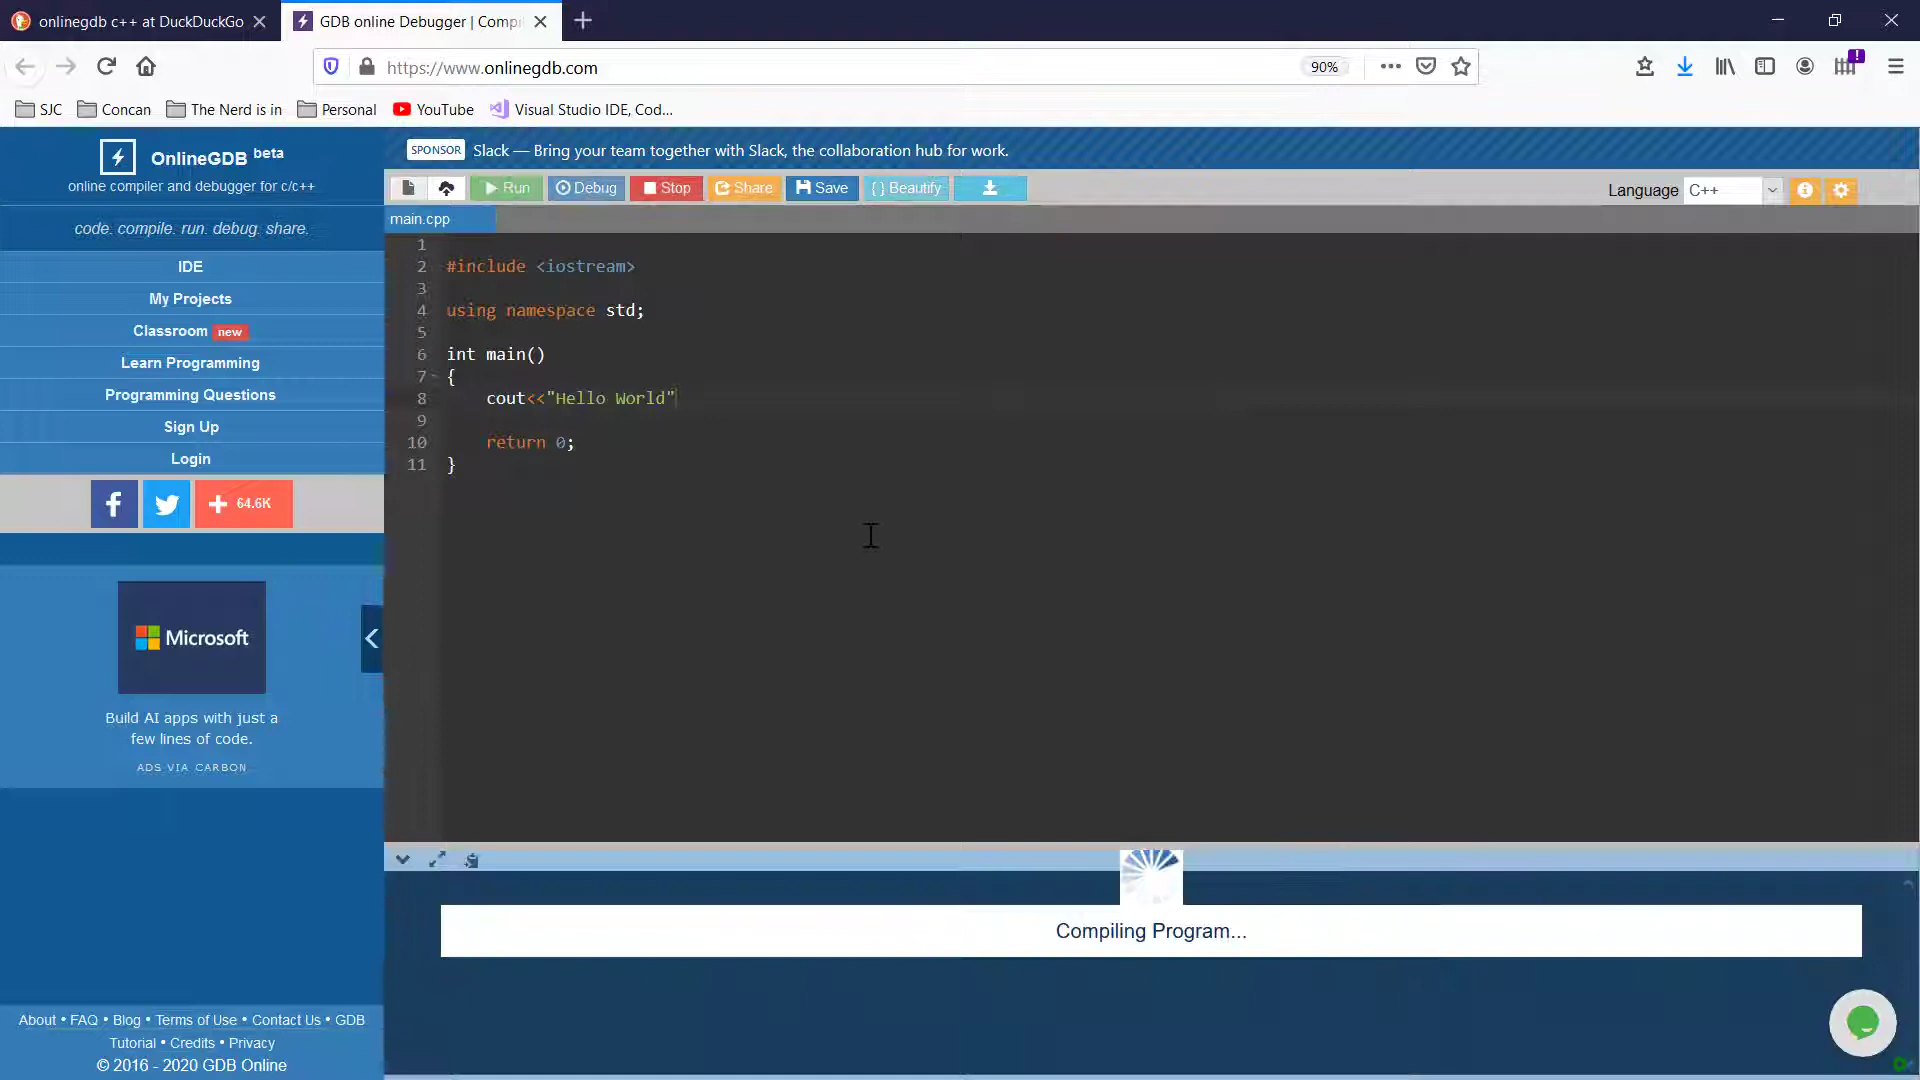 onlinegdb c++ at DuckDuckGo
GDB online Debugger | Compi
https://www.onlinegdb.com
90%
SJC
Concan
The Nerd is in
Personal
YouTube
Visual Studio IDE, Cod...
OnlineGDB beta
online compiler and debugger for c/c++
code. compile. run. debug. share.
IDE
My Projects
Classroom new
Learn Programming
Programming Questions
Sign Up
Login
f
+ 64.6K
Microsoft
Build AI apps with just a
few lines of code.
ADS VIA CARBON
About • FAQ • Blog • Terms of Use • Contact Us • GDB
Tutorial • Credits • Privacy
© 2016 - 2020 GDB Online
SPONSOR Slack — Bring your team together with Slack, the collaboration hub for work.
Run Debug Stop Share Save { } Beautify
Language C++
main.cpp
1
2 #include <iostream>
3
4 using namespace std;
5
6 int main()
7 {
8 cout<<"Hello World"
9
10 return 0;
11 }
Compiling Program...